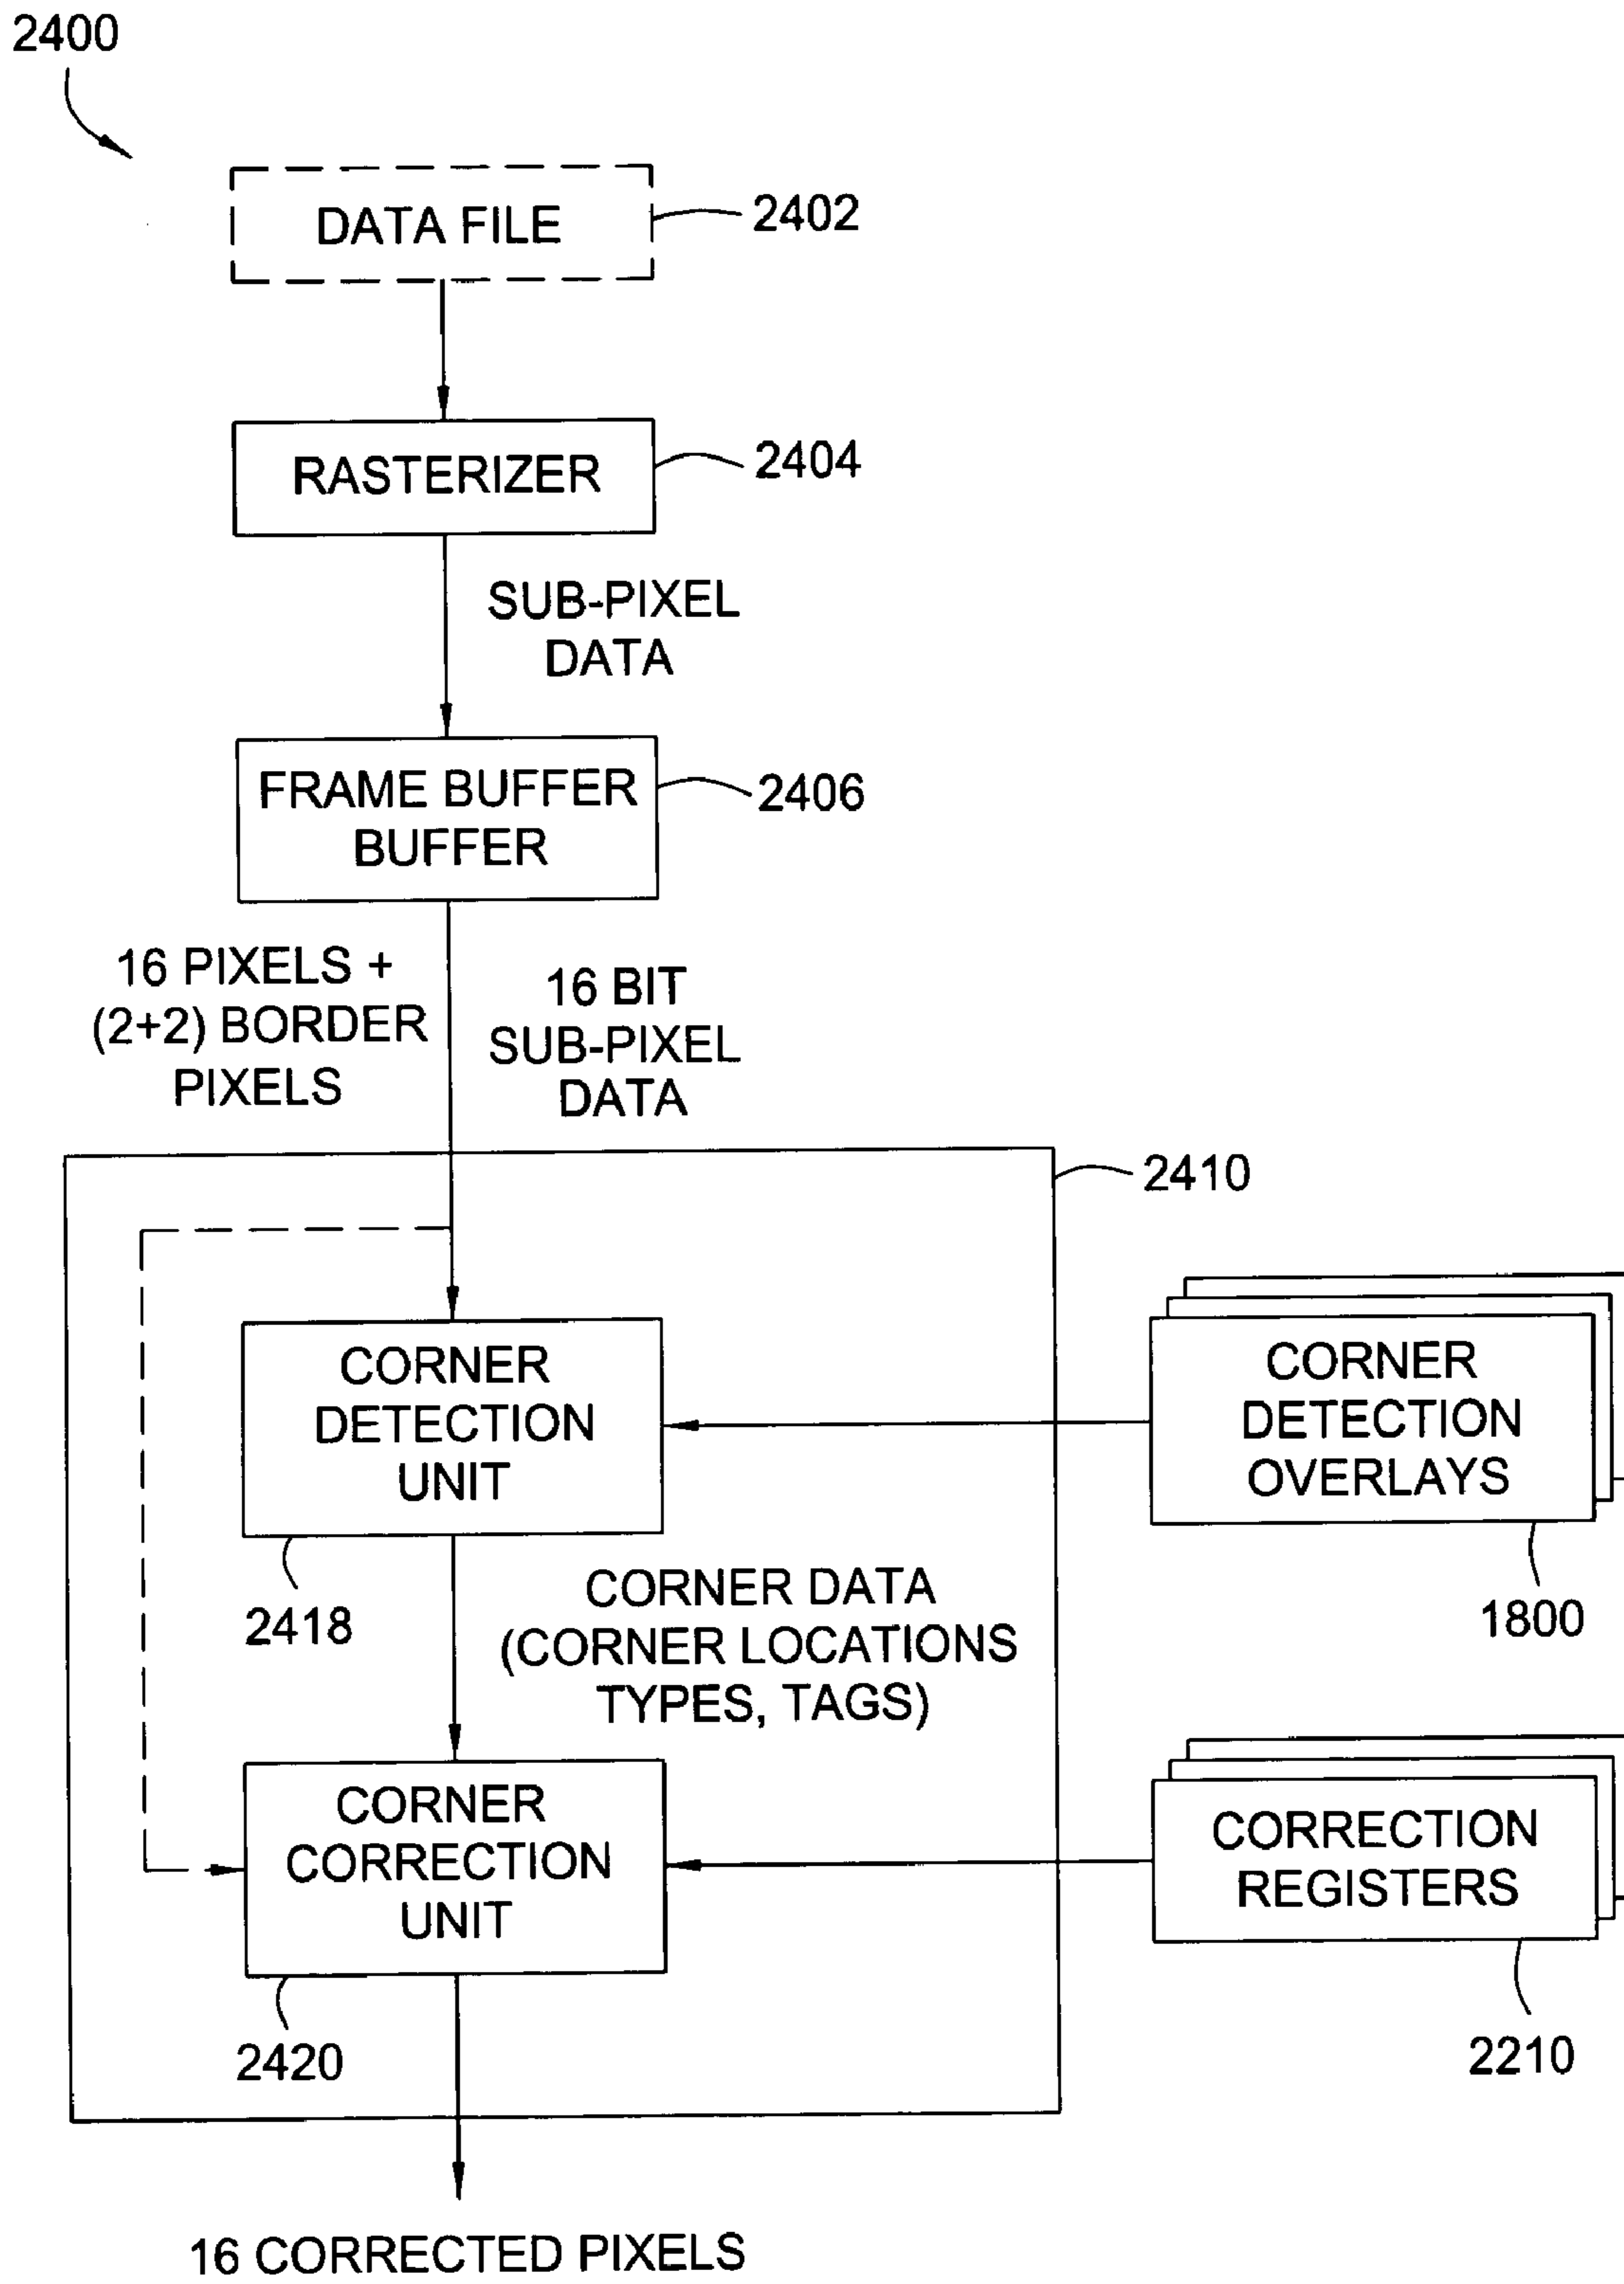 2400
DATA FILE
2402
RASTERIZER
2404
SUB-PIXEL
DATA
FRAME BUFFER
BUFFER
2406
16 PIXELS +
(2+2) BORDER
PIXELS
16 BIT
SUB-PIXEL
DATA
2410
CORNER
DETECTION
UNIT
2418
CORNER
DETECTION
OVERLAYS
1800
CORNER DATA
(CORNER LOCATIONS
TYPES, TAGS)
CORNER
CORRECTION
UNIT
2420
CORRECTION
REGISTERS
2210
16 CORRECTED PIXELS